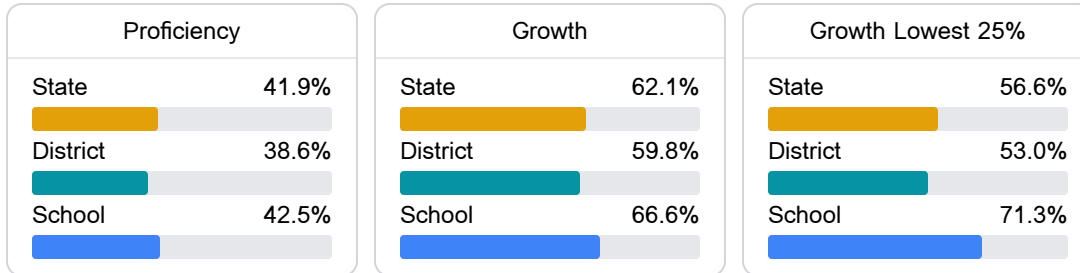 Proficiency
State 41.9%
District 38.6%
School 42.5%
Growth
State 62.1%
District 59.8%
School 66.6%
Growth Lowest 25%
State 56.6%
District 53.0%
School 71.3%